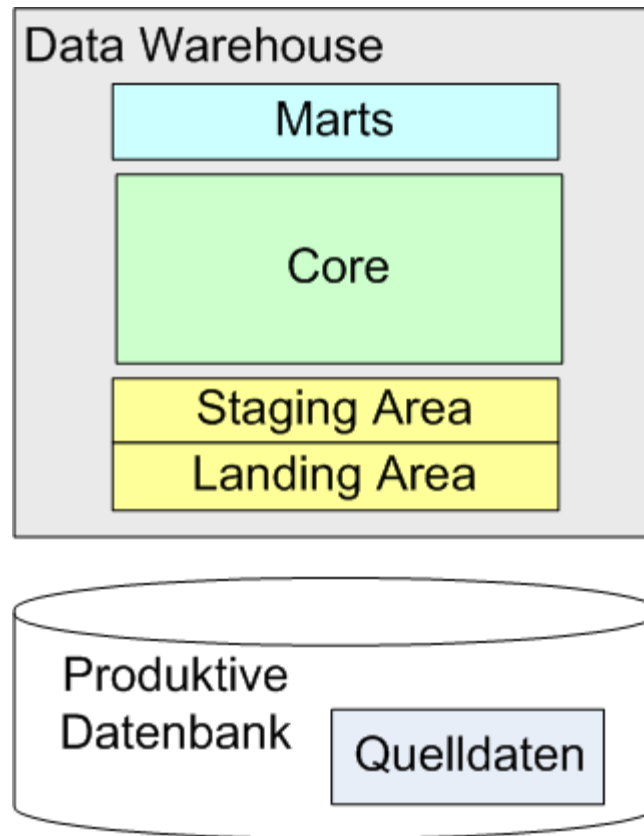 Data Warehouse
Marts
Core
Staging Area
Landing Area
Produktive
Datenbank
Quelldaten